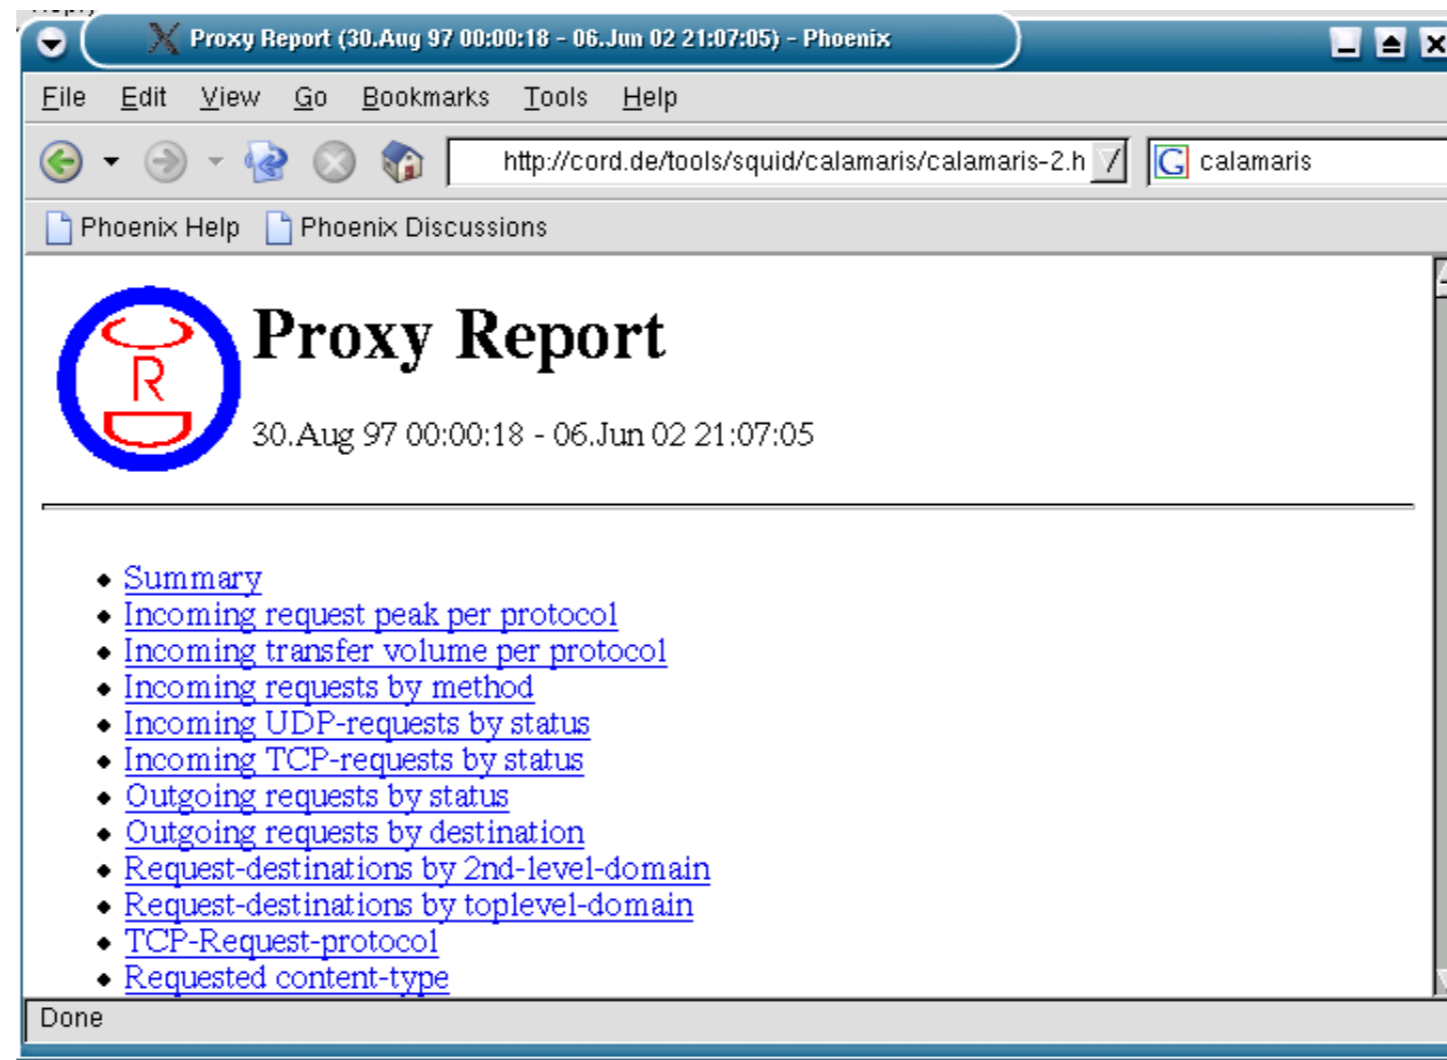 Proxy Report (30.Aug 97 00:00:18 - 06.Jun 02 21:07:05) - Phoenix
File Edit View Go Bookmarks Tools Help
http://cord.de/tools/squid/calamaris/calamaris-2.h calamaris
Phoenix Help Phoenix Discussions
R
Proxy Report
30.Aug 97 00:00:18 - 06.Jun 02 21:07:05
Summary
Incoming request peak per protocol
Incoming transfer volume per protocol
Incoming requests by method
Incoming UDP-requests by status
Incoming TCP-requests by status
Outgoing requests by status
Outgoing requests by destination
Request-destinations by 2nd-level-domain
Request-destinations by toplevel-domain
TCP-Request-protocol
Requested content-type
Done